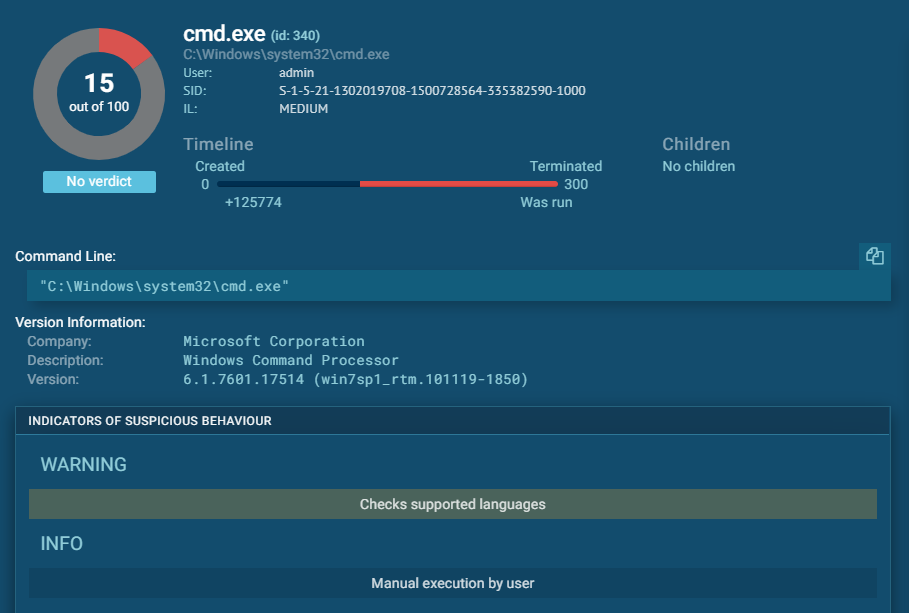 cmd.exe (id: 340)
C:\Windows\system32\cmd.exe
15
out of 100
No verdict
User: admin
SID: S-1-5-21-1302019708-1500728564-335382590-1000
IL: MEDIUM
Timeline
Created Terminated
0 300
+125774 Was run
Children
No children
Command Line:
"C:\Windows\system32\cmd.exe"
Version Information:
Company: Microsoft Corporation
Description: Windows Command Processor
Version: 6.1.7601.17514 (win7sp1_rtm.101119-1850)
INDICATORS OF SUSPICIOUS BEHAVIOUR
WARNING
Checks supported languages
INFO
Manual execution by user